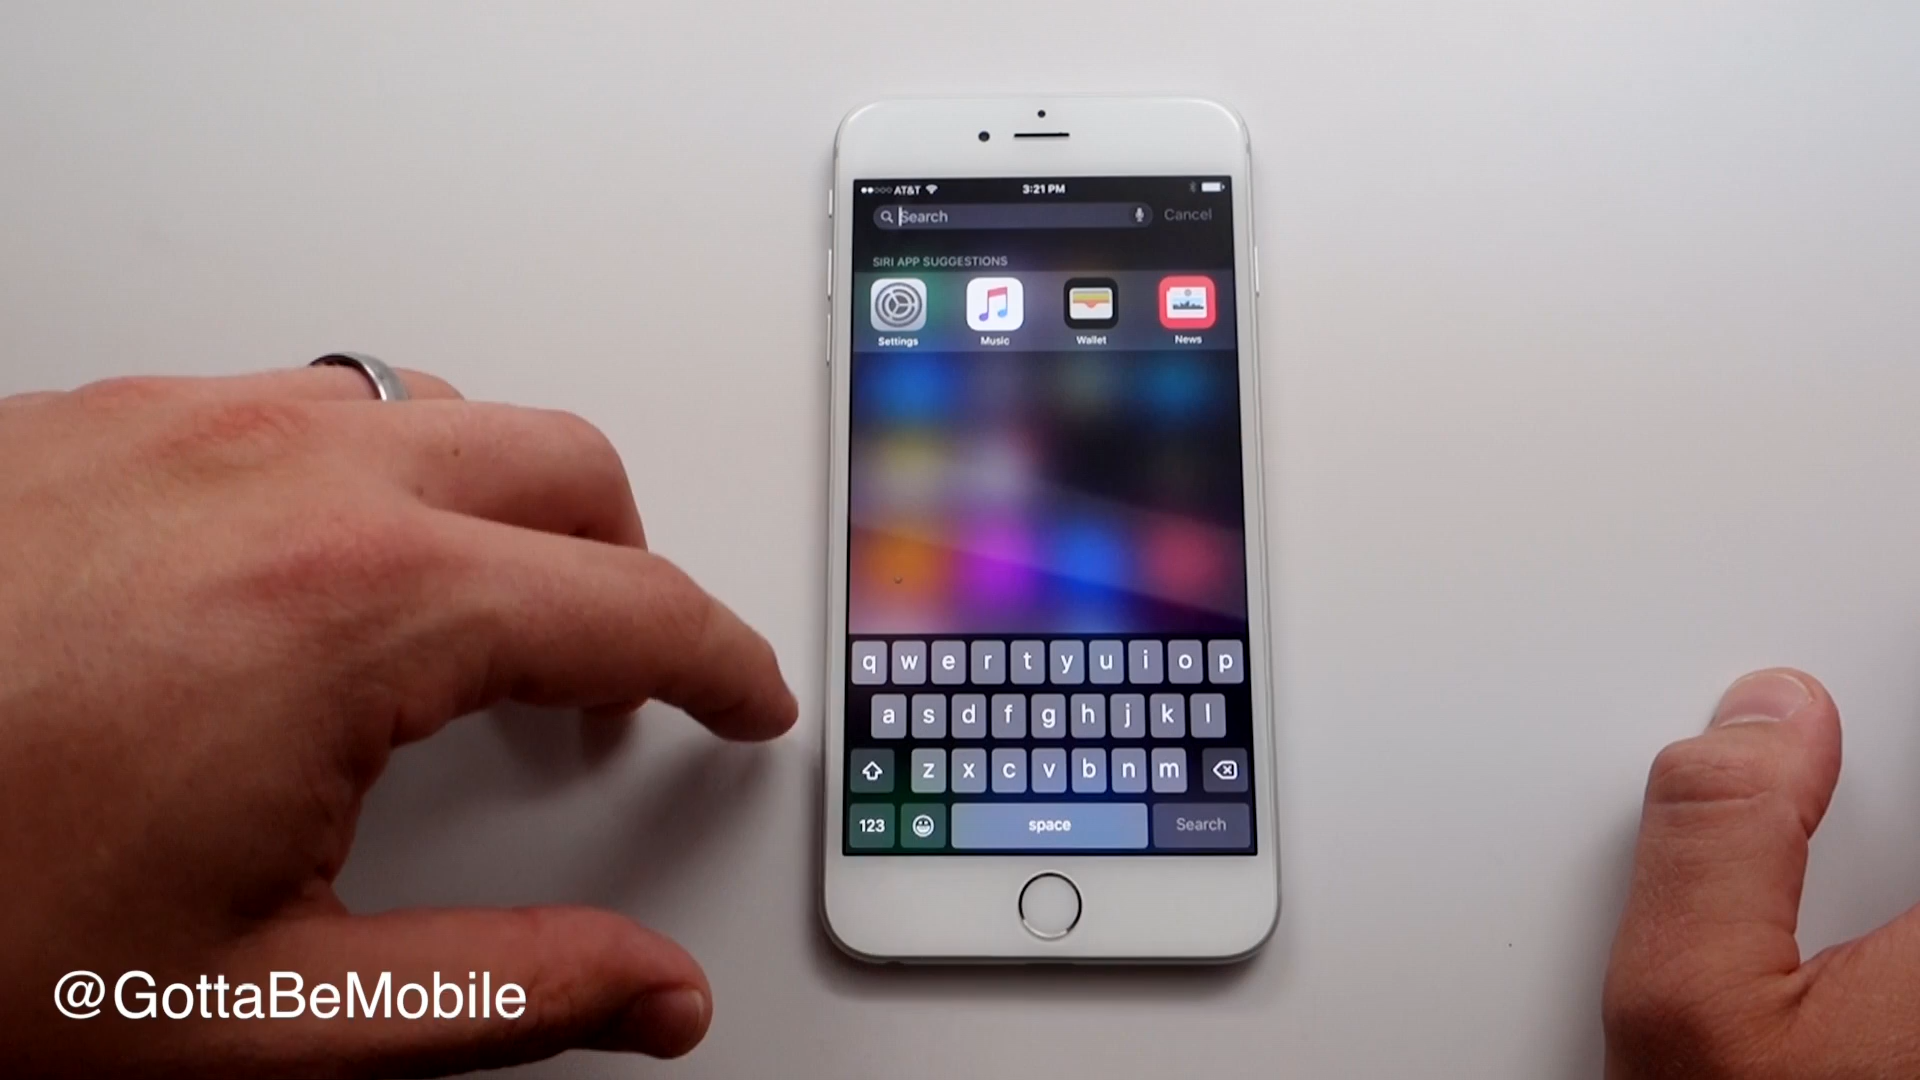 AT&T
3:21 PM
Search
Cancel
SIRI APP SUGGESTIONS
Settings
Music
Wallet
News
q w e r t y u i o p
a s d f g h j k l
z x c v b n m
123
space
Search
@GottaBeMobile